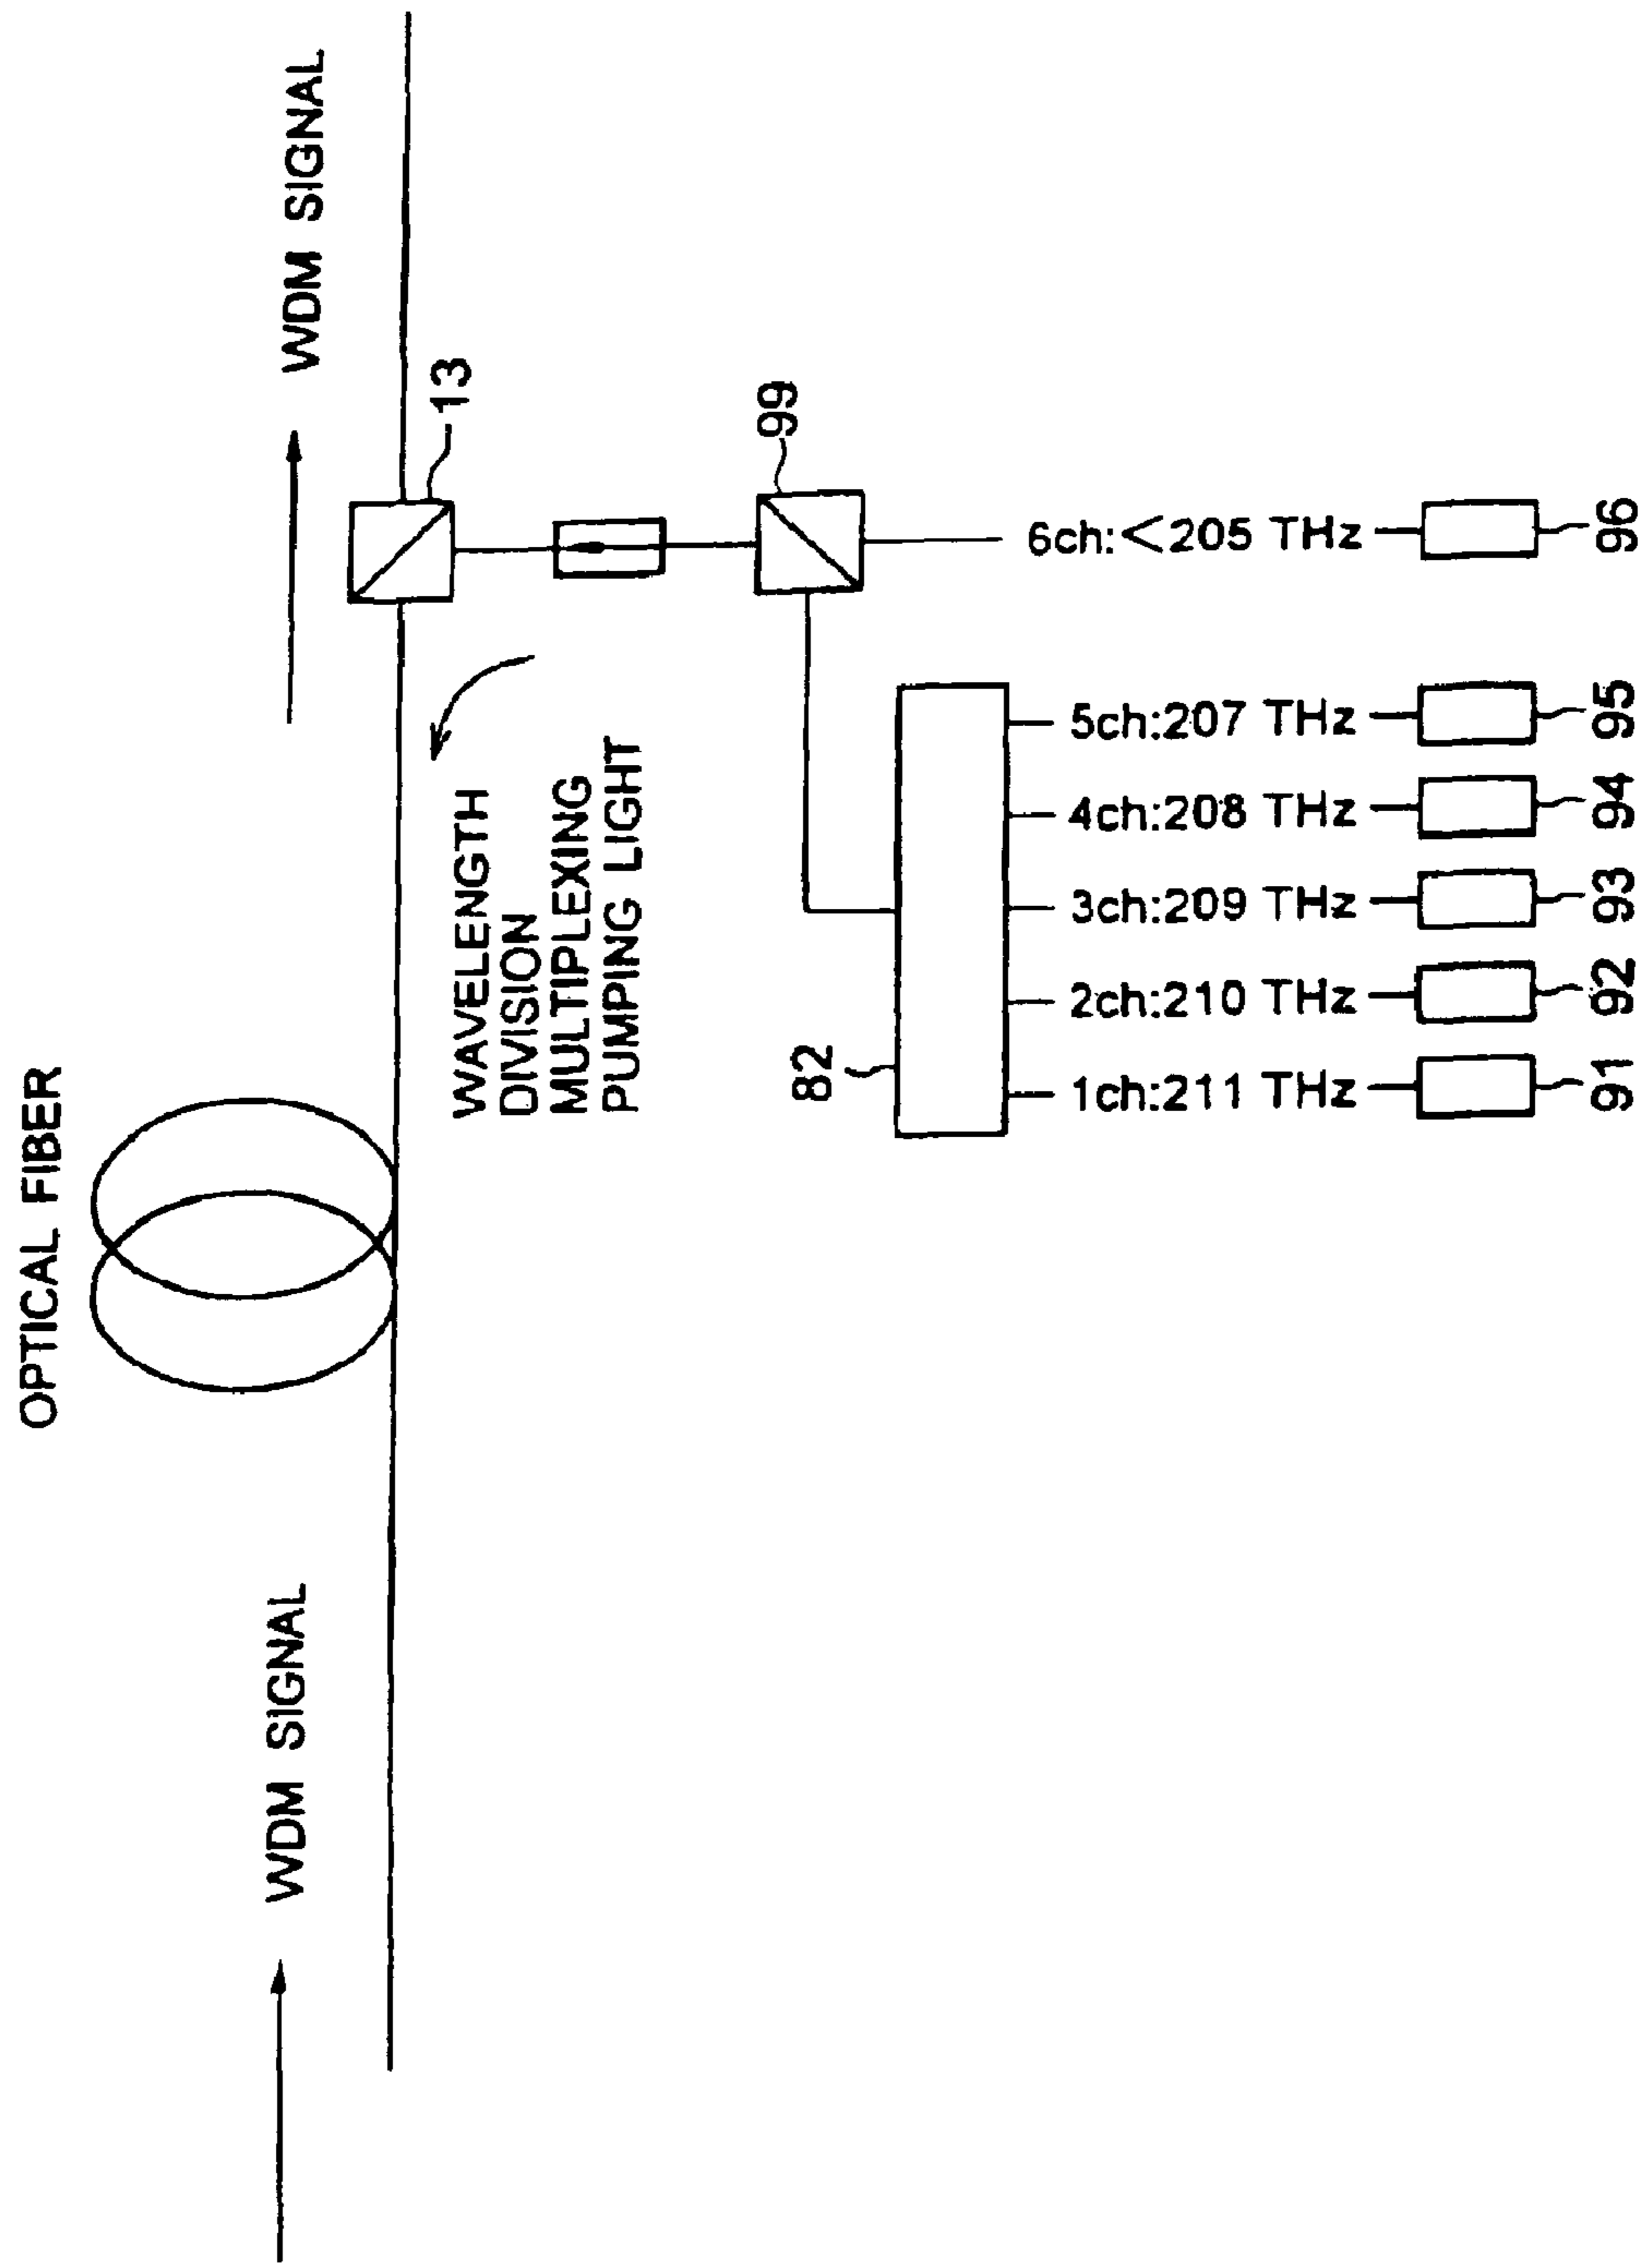 OPTICAL FIBER
WDM SIGNAL
WDM SIGNAL
13
WAVELENGTH
DIVISION
MULTIPLEXING
PUMPING LIGHT
99
82
1ch:211 THz
2ch:210 THz
3ch:209 THz
4ch:208 THz
5ch:207 THz
6ch:<205 THz
91
92
93
94
95
96